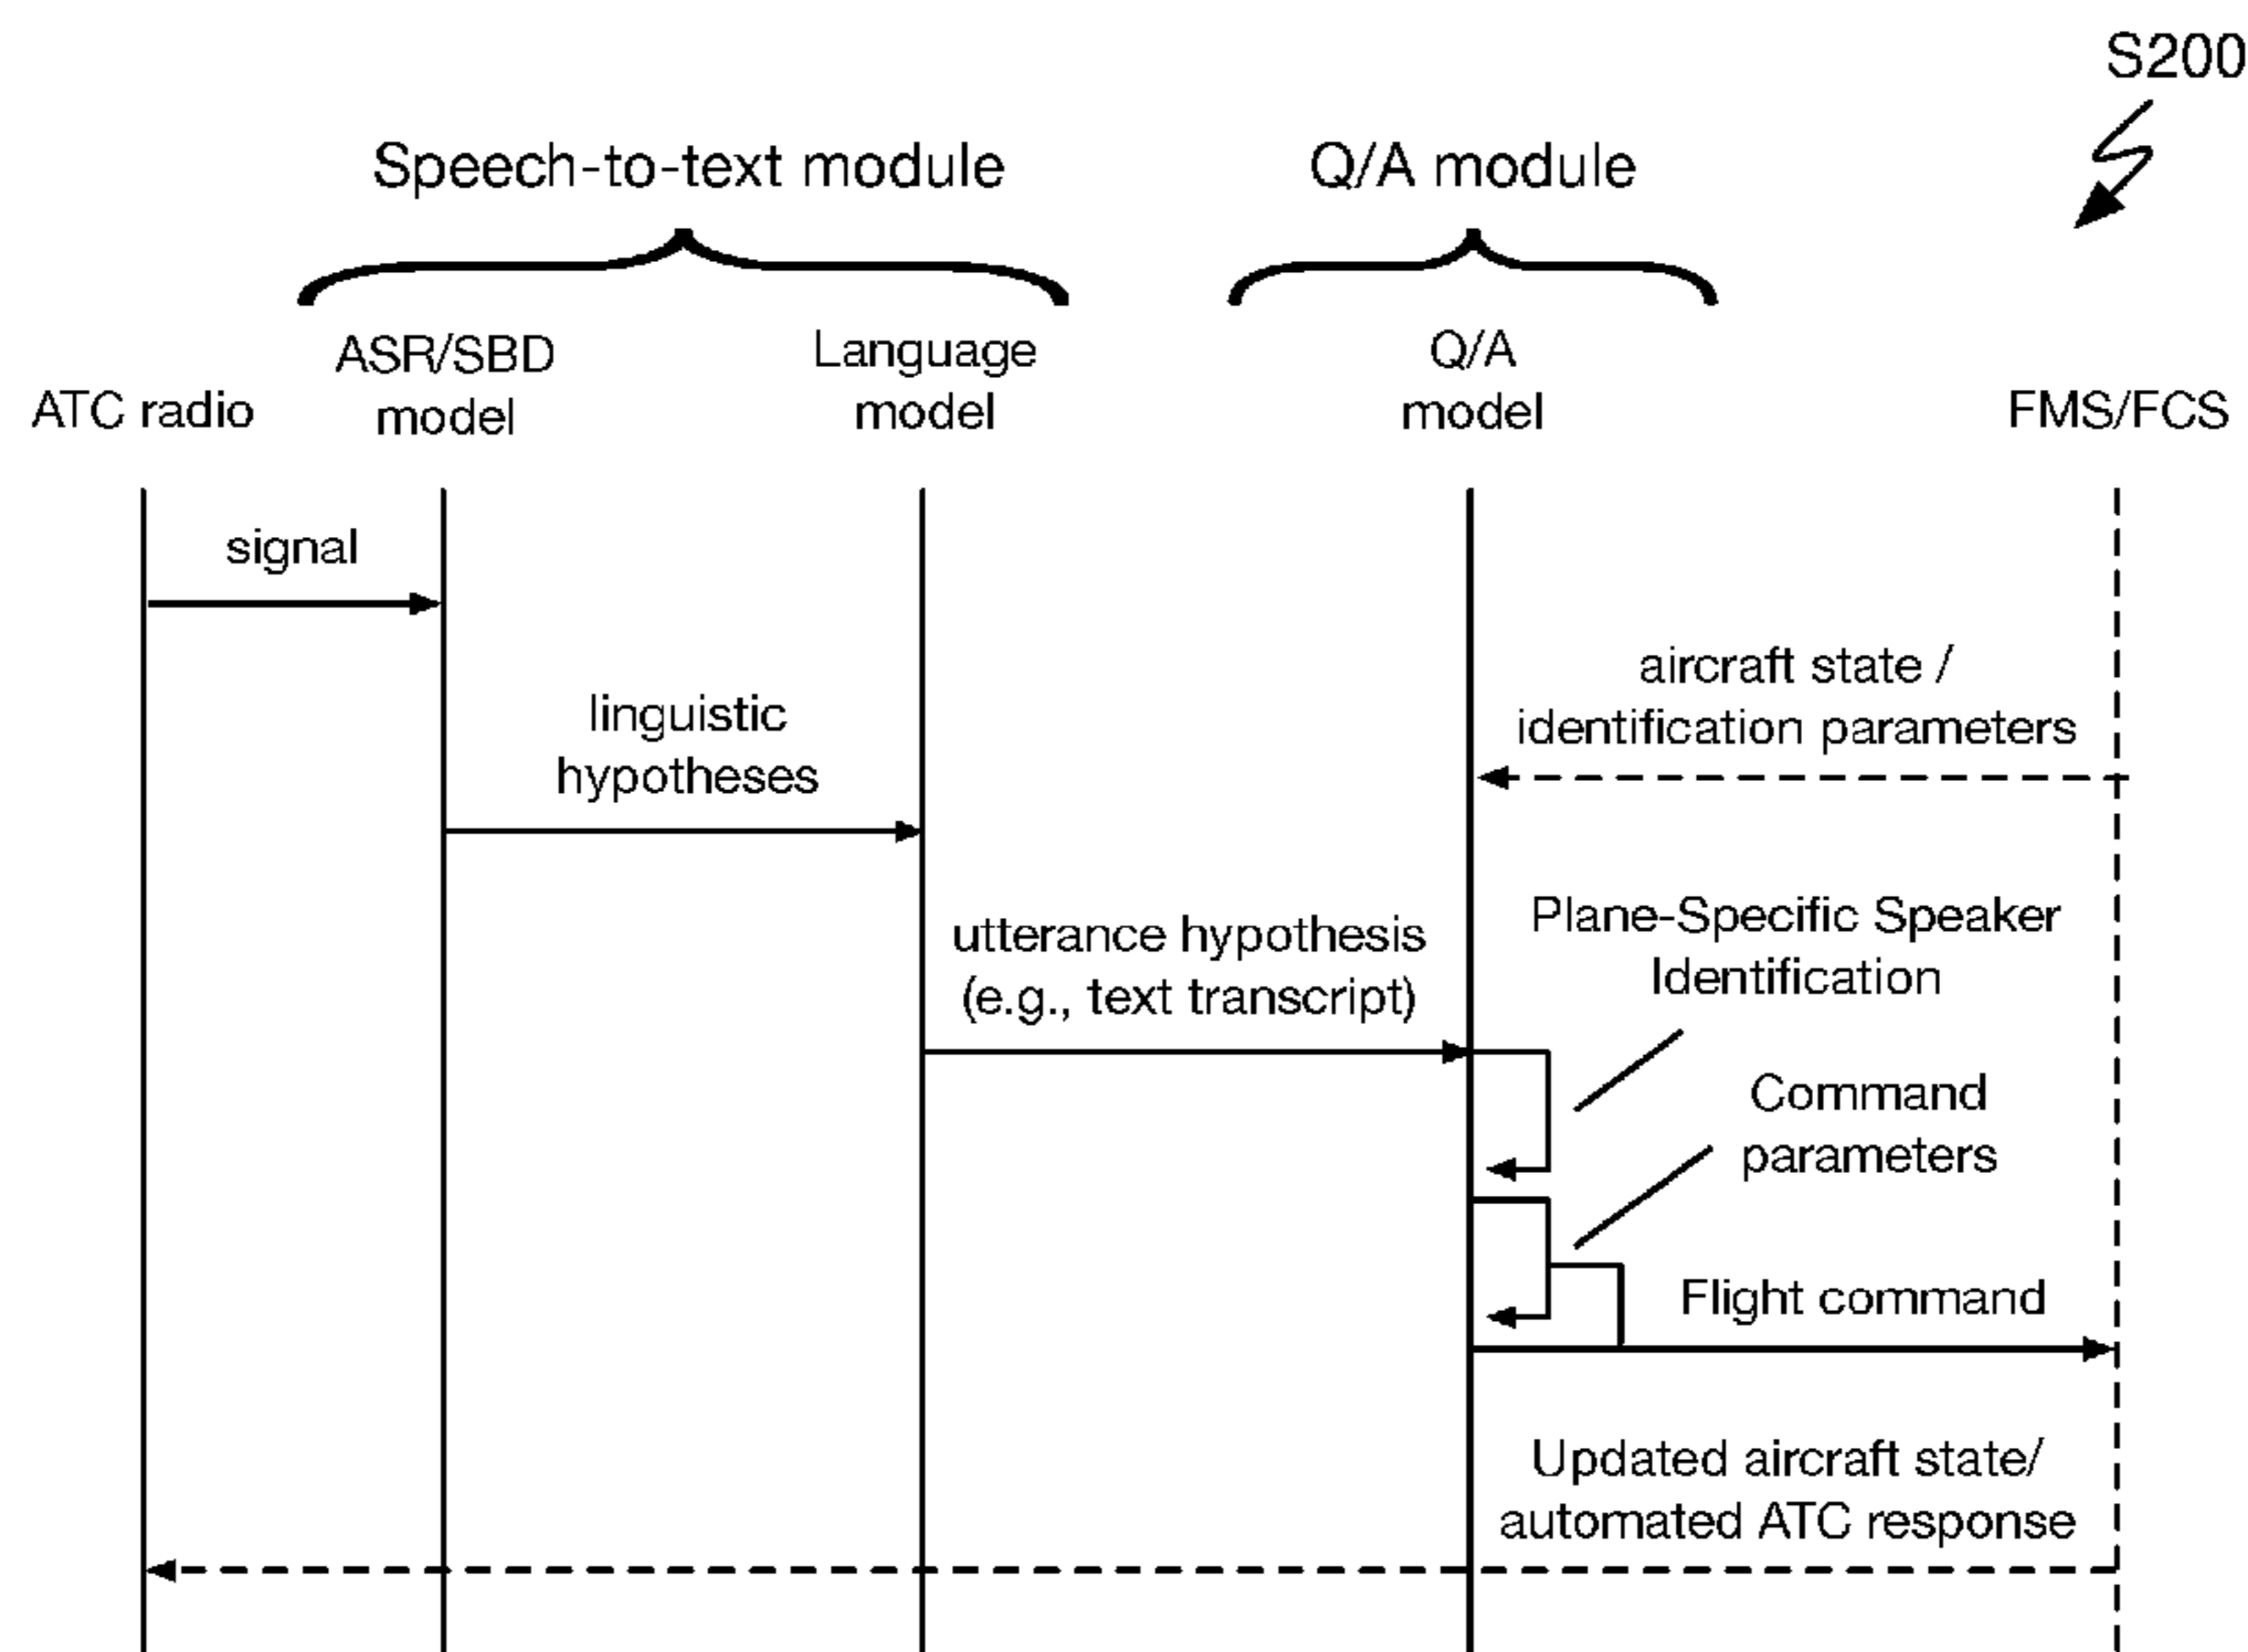 S200
Speech-to-text module
Q/A module
ATC radio
ASR/SBD
model
Language
model
Q/A
model
FMS/FCS
signal
aircraft state /
identification parameters
linguistic
hypotheses
Plane-Specific Speaker
Identification
utterance hypothesis
(e.g., text transcript)
Command
parameters
Flight command
Updated aircraft state/
automated ATC response